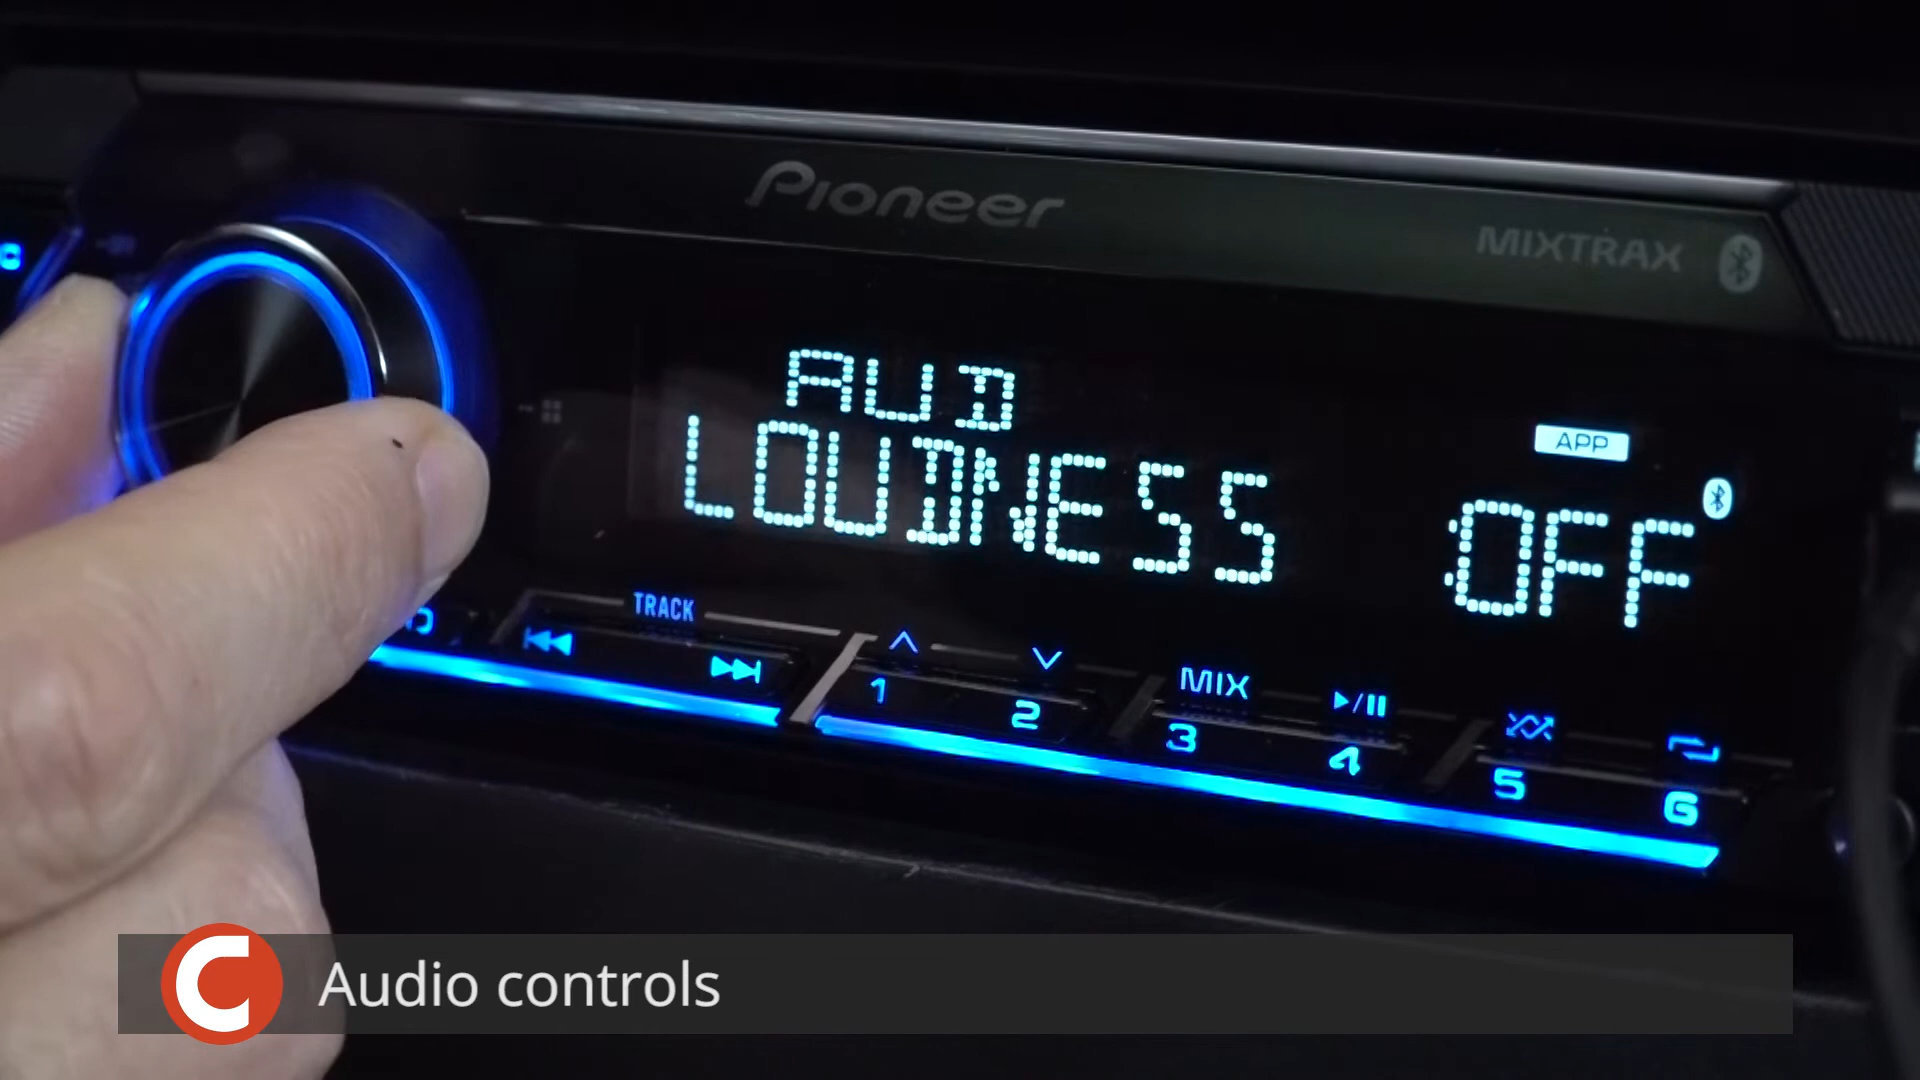 Pioneer
MIXTRAX
AUD
APP
LOUDNESS :OFF
TRACK
MIX
1 2 3 4 5 6
Audio controls